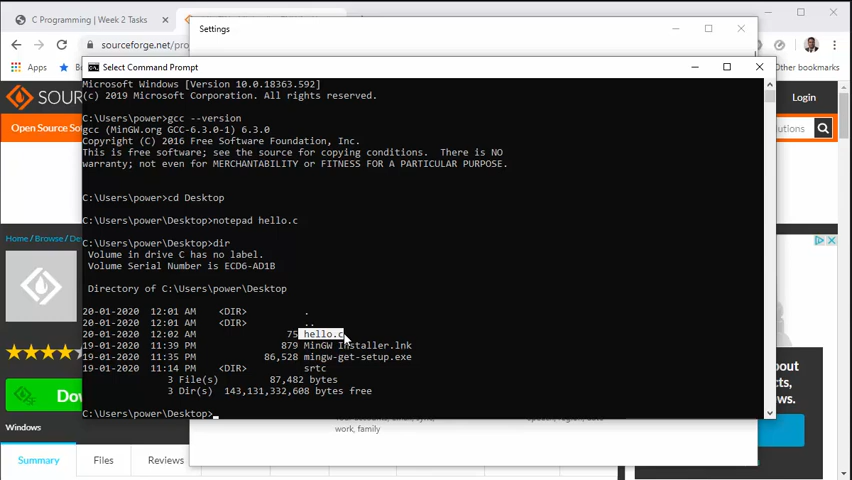 C Programming | Week 2 Tasks
Settings
sourceforge.net/pro
Apps
Other bookmarks
Select Command Prompt
Microsoft Windows [Version 10.0.18363.592]
(c) 2019 Microsoft Corporation. All rights reserved.
C:\Users\power>gcc --version
gcc (MinGW.org GCC-6.3.0-1) 6.3.0
Copyright (C) 2016 Free Software Foundation, Inc.
This is free software; see the source for copying conditions.  There is NO
warranty; not even for MERCHANTABILITY or FITNESS FOR A PARTICULAR PURPOSE.
C:\Users\power>cd Desktop
C:\Users\power\Desktop>notepad hello.c
C:\Users\power\Desktop>dir
Volume in drive C has no label.
Volume Serial Number is ECD6-AD1B
Directory of C:\Users\power\Desktop
20-01-2020  12:01 AM    <DIR>          .
20-01-2020  12:01 AM    <DIR>          ..
20-01-2020  12:02 AM                75 hello.c
19-01-2020  11:39 PM               879 MinGW Installer.lnk
19-01-2020  11:35 PM            86,528 mingw-get-setup.exe
19-01-2020  11:14 PM    <DIR>          srtc
3 File(s)         87,482 bytes
3 Dir(s)  143,131,332,608 bytes free
C:\Users\power\Desktop>
SOUR
Login
Open Source So
Home / Browse / De
Dow
Windows
work, family
Summary
Files
Reviews